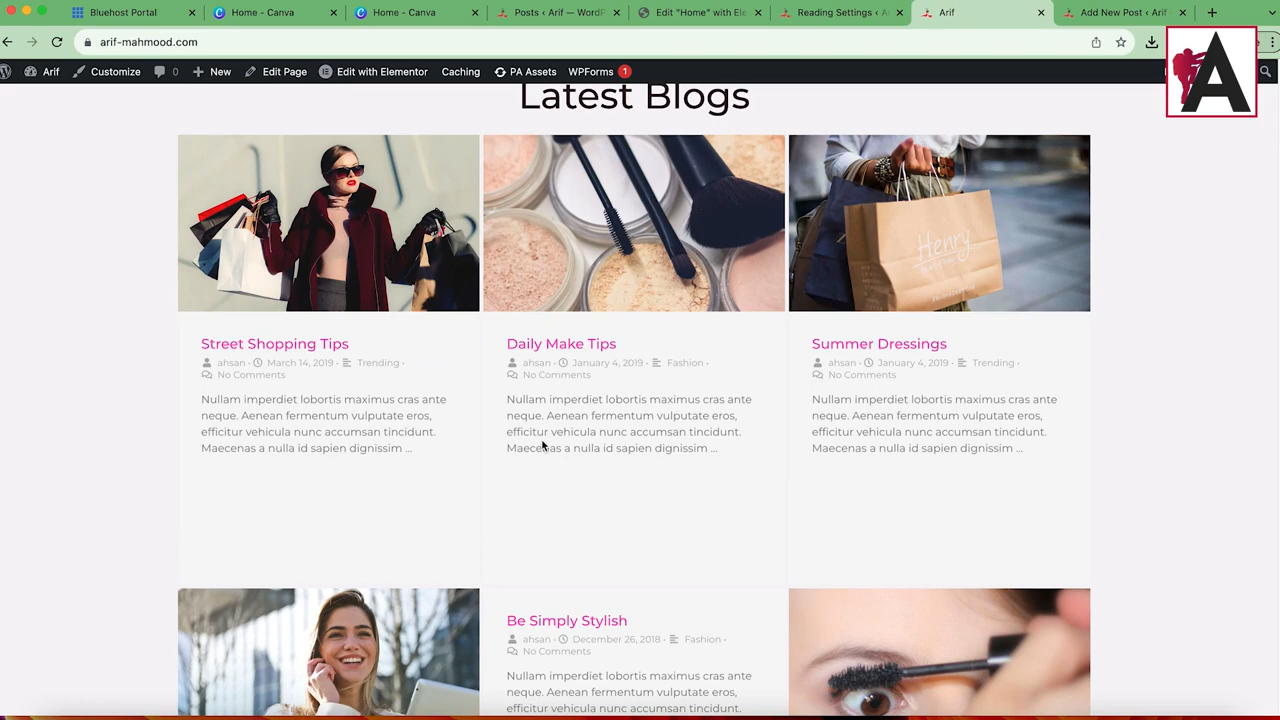 Bluehost Portal
Home - Canva
Home - Canva
Posts ‹ Arif — WordP
Edit "Home" with Ele
Reading Settings ‹ A
Arif
Add New Post ‹ Arif
arif-mahmood.com
Arif
Customize
0
New
Edit Page
Edit with Elementor
Caching
PA Assets
WPForms
1
A
Latest Blogs
Henry
Street Shopping Tips
ahsan · March 14, 2019 · Trending ·
No Comments
Nullam imperdiet lobortis maximus cras ante
neque. Aenean fermentum vulputate eros,
efficitur vehicula nunc accumsan tincidunt.
Maecenas a nulla id sapien dignissim ...
Daily Make Tips
ahsan · January 4, 2019 · Fashion ·
No Comments
Nullam imperdiet lobortis maximus cras ante
neque. Aenean fermentum vulputate eros,
efficitur vehicula nunc accumsan tincidunt.
Maecenas a nulla id sapien dignissim ...
Summer Dressings
ahsan · January 4, 2019 · Trending ·
No Comments
Nullam imperdiet lobortis maximus cras ante
neque. Aenean fermentum vulputate eros,
efficitur vehicula nunc accumsan tincidunt.
Maecenas a nulla id sapien dignissim ...
Be Simply Stylish
ahsan · December 26, 2018 · Fashion ·
No Comments
Nullam imperdiet lobortis maximus cras ante
neque. Aenean fermentum vulputate eros,